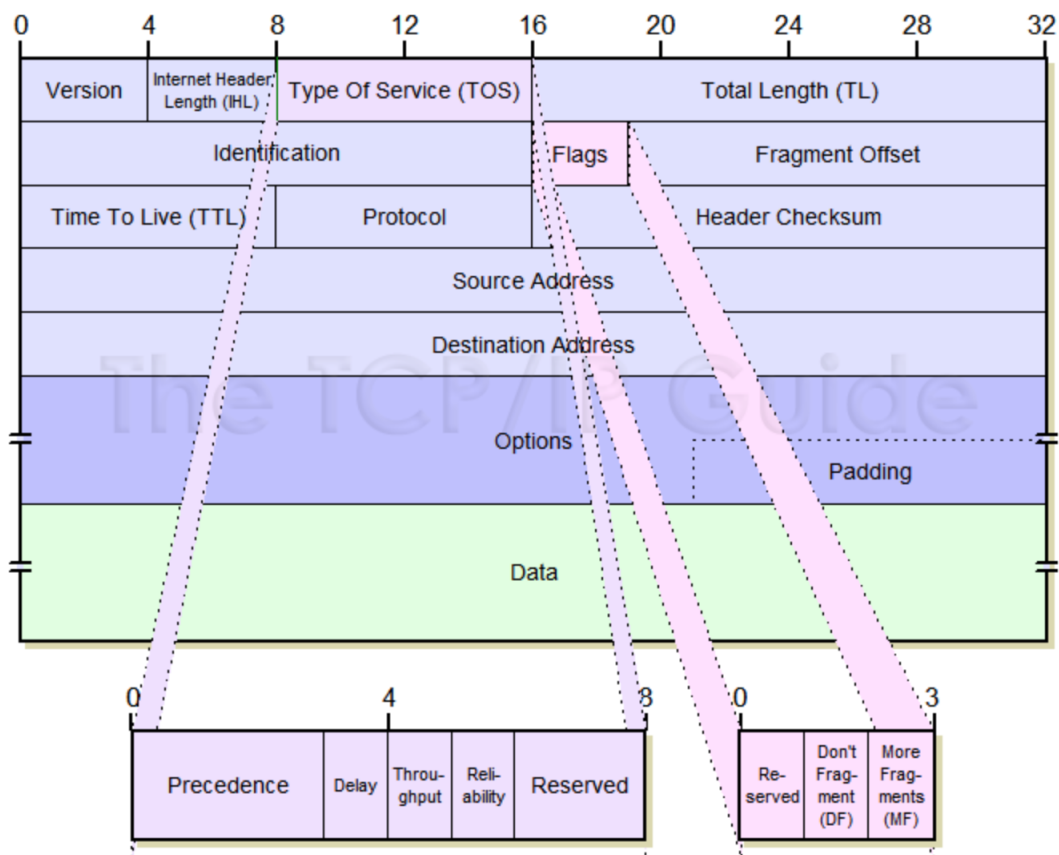 0 4 8 12 16 20 24 28 32
Version
Internet Header
Length (IHL)
Type Of Service (TOS)
Total Length (TL)
Identification
Flags
Fragment Offset
Time To Live (TTL)
Protocol
Header Checksum
Source Address
Destination Address
The TCP/IP Guide
Options
Padding
Data
0 4 8
Precedence
Delay
Throu-
ghput
Reli-
ability
Reserved
0 3
Re-
served
Don't
Frag-
ment
(DF)
More
Frag-
ments
(MF)